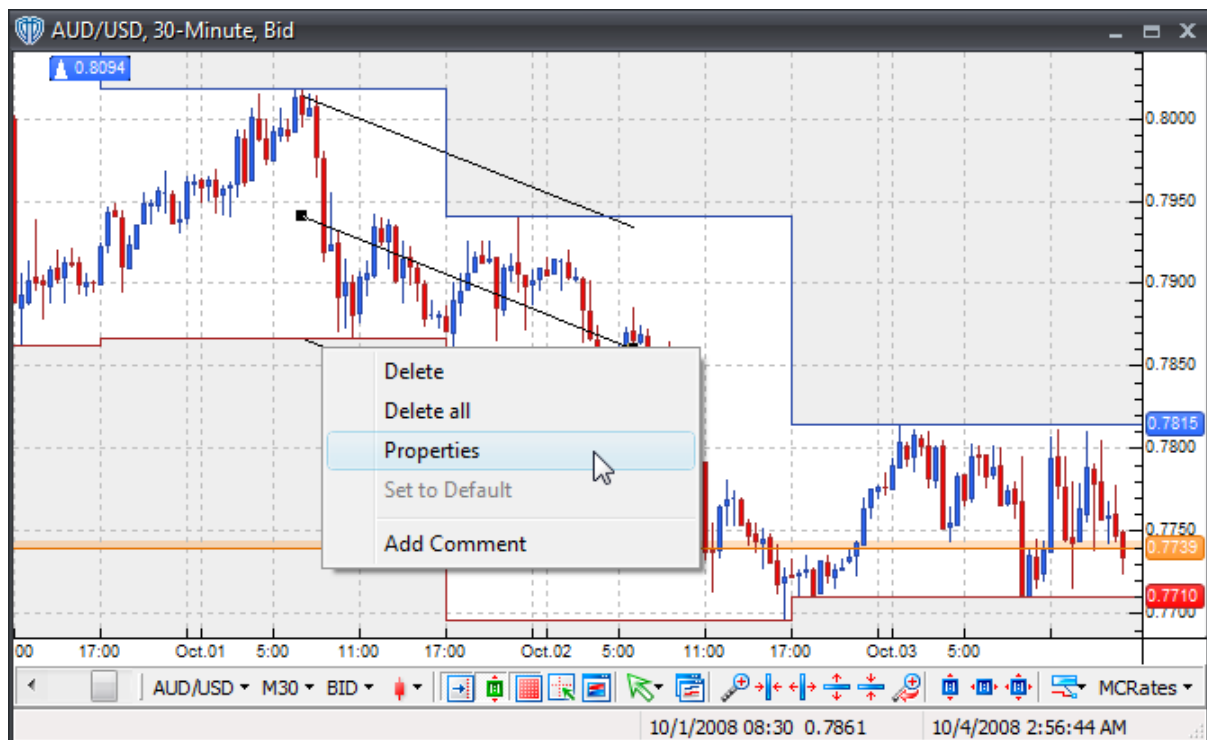 AUD/USD, 30-Minute, Bid
0.8094
0.8000
0.7950
0.7900
0.7850
0.7815
0.7800
0.7750
0.7739
0.7710
0.7700
Delete
Delete all
Properties
Set to Default
Add Comment
00 17:00 Oct.01 5:00 11:00 17:00 Oct.02 5:00 11:00 17:00 Oct.03 5:00
AUD/USD M30 BID MCRates
10/1/2008 08:30 0.7861 10/4/2008 2:56:44 AM